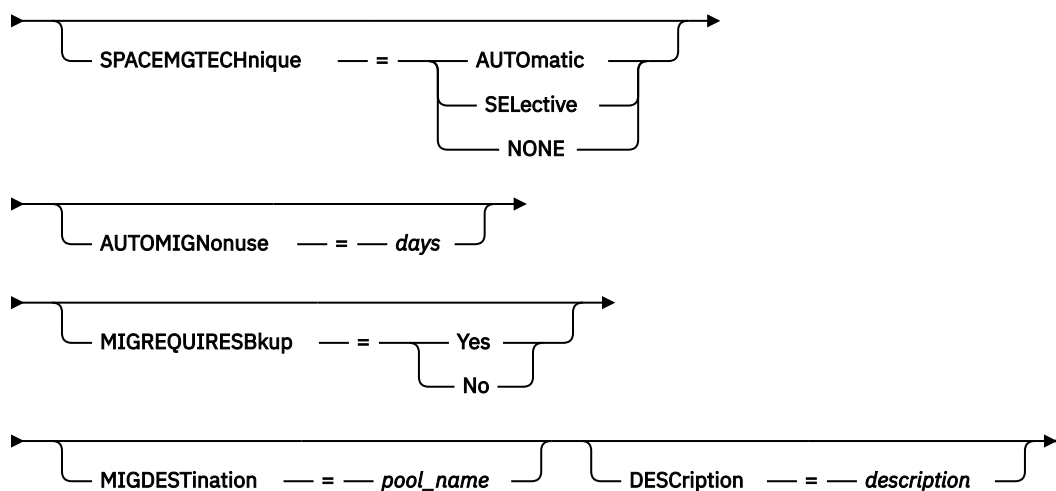 SPACEMGTECHnique = AUTOmatic
SELective
NONE
AUTOMIGNonuse = days
MIGREQUIRESBkup = Yes
No
MIGDESTination = pool_name DESCription = description